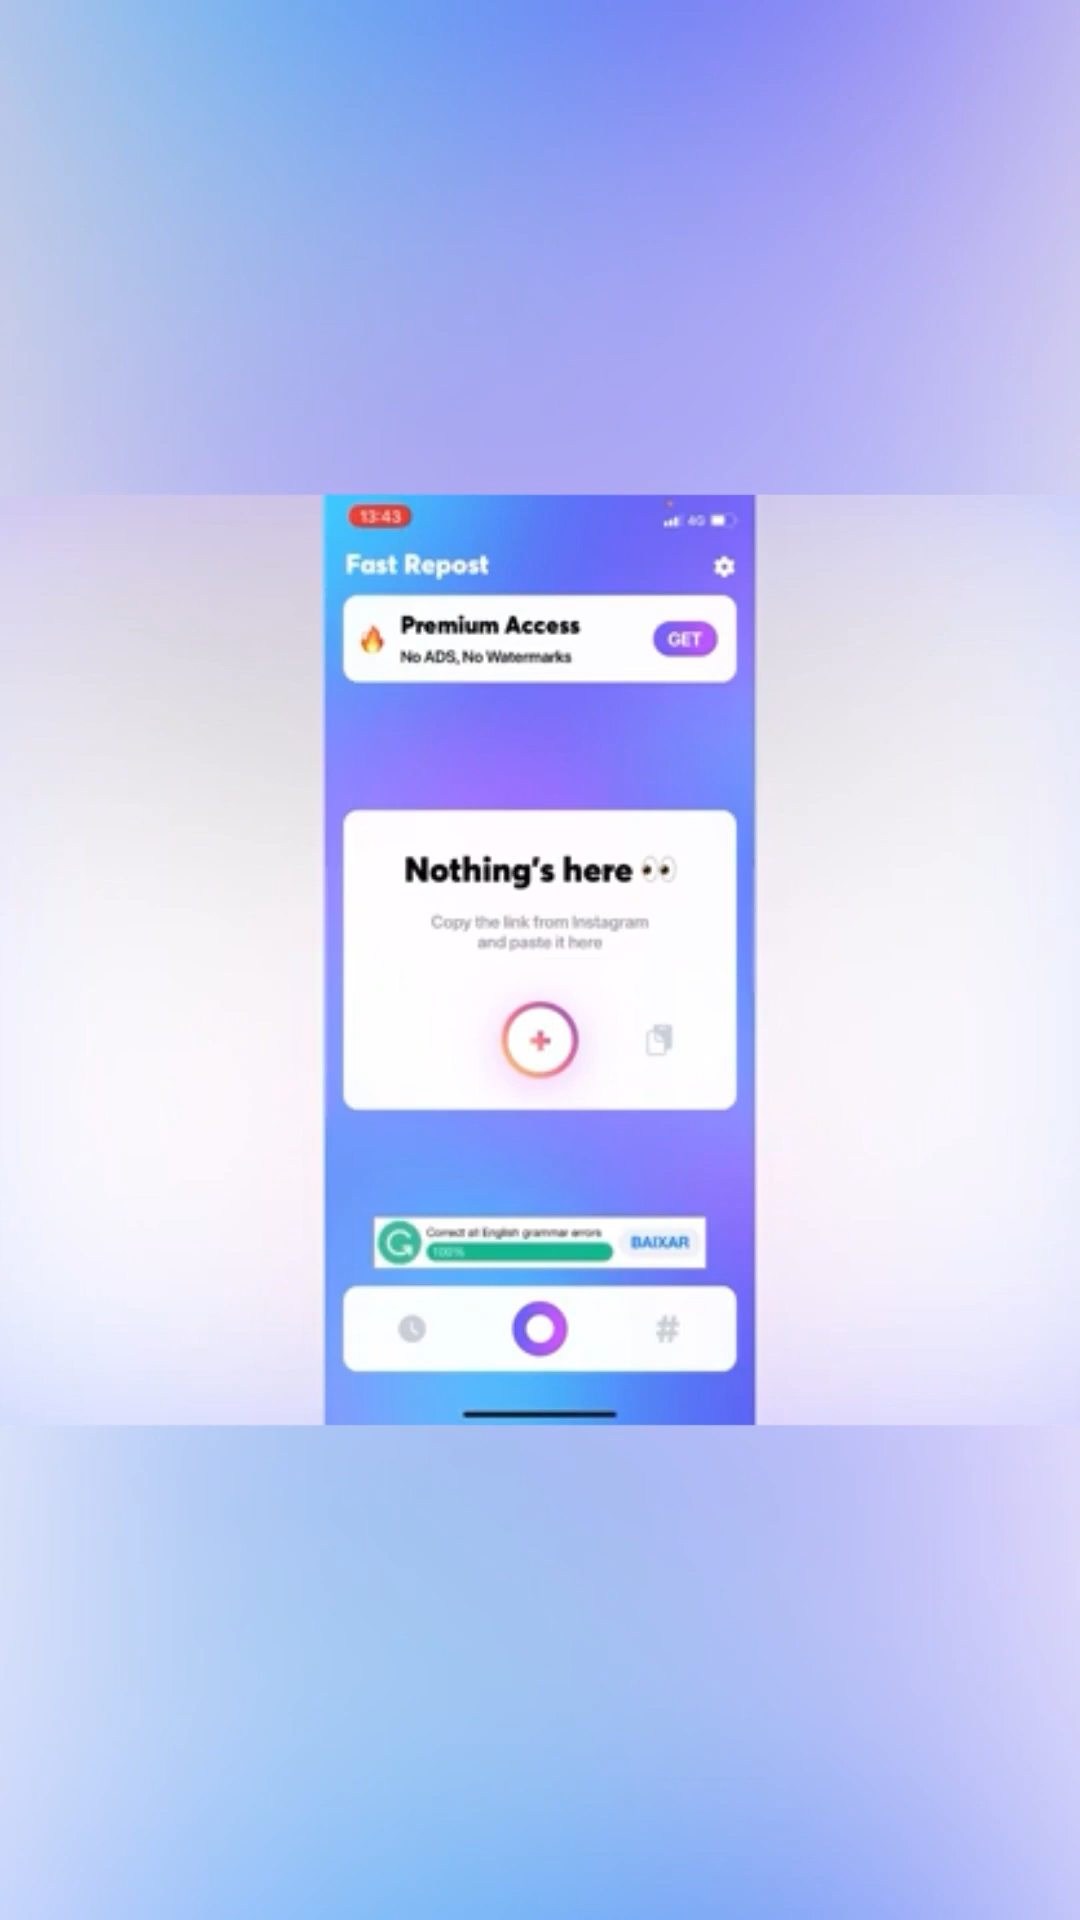 13:43
4G
Fast Repost
Premium Access
No ADS, No Watermarks
GET
Nothing's here 👀
Copy the link from Instagram
and paste it here
Correct all English grammar errors
100%
BAIXAR